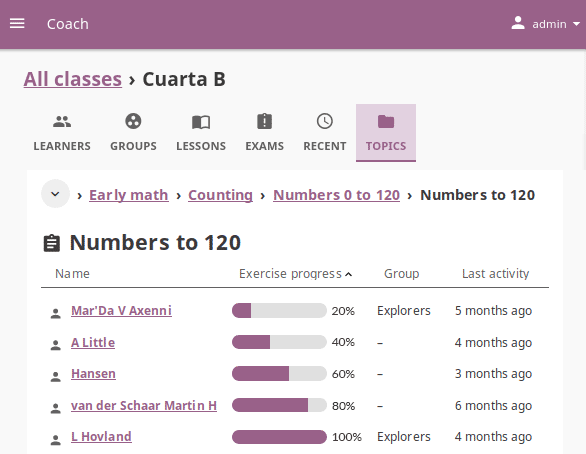 Coach admin
All classes › Cuarta B
LEARNERS GROUPS LESSONS EXAMS RECENT TOPICS
› Early math › Counting › Numbers 0 to 120 › Numbers to 120
Numbers to 120
Name Exercise progress Group Last activity
Mar'Da V Axenni 20% Explorers 5 months ago
A Little 40% – 4 months ago
Hansen 60% – 3 months ago
van der Schaar Martin H 80% – 6 months ago
L Hovland 100% Explorers 4 months ago